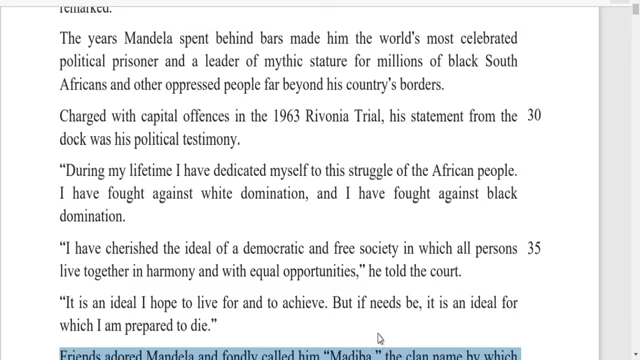 remarked.
The years Mandela spent behind bars made him the world's most celebrated
political prisoner and a leader of mythic stature for millions of black South
Africans and other oppressed people far beyond his country's borders.
Charged with capital offences in the 1963 Rivonia Trial, his statement from the 30
dock was his political testimony.
“During my lifetime I have dedicated myself to this struggle of the African people.
I have fought against white domination, and I have fought against black
domination.
“I have cherished the ideal of a democratic and free society in which all persons 35
live together in harmony and with equal opportunities,” he told the court.
“It is an ideal I hope to live for and to achieve. But if needs be, it is an ideal for
which I am prepared to die.”
Friends adored Mandela and fondly called him “Madiba,” the clan name by which